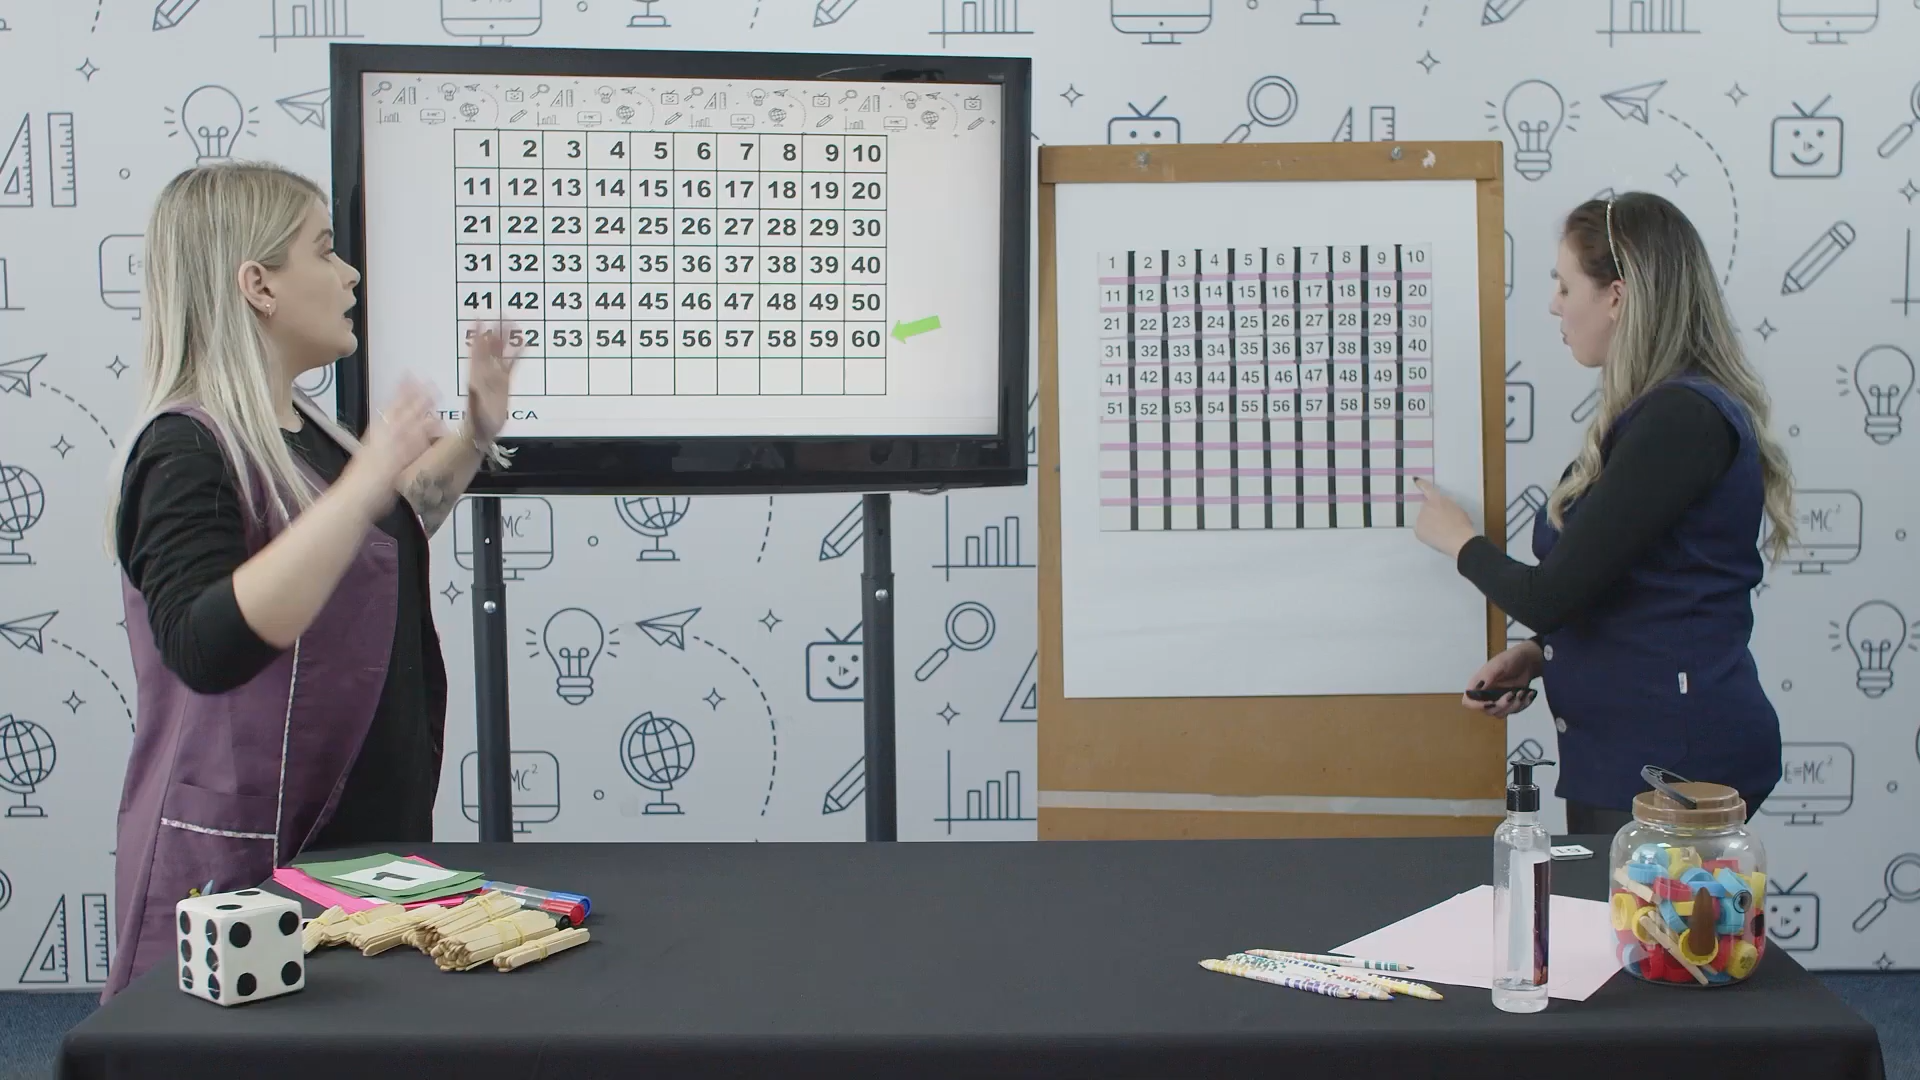 1 2 3 4 5 6 7 8 9 10
11 12 13 14 15 16 17 18 19 20
21 22 23 24 25 26 27 28 29 30
31 32 33 34 35 36 37 38 39 40
41 42 43 44 45 46 47 48 49 50
52 53 54 55 56 57 58 59 60
1 2 3 4 5 6 7 8 9 10
11 12 13 14 15 16 17 18 19 20
21 22 23 24 25 26 27 28 29 30
31 32 33 34 35 36 37 38 39 40
41 42 43 44 45 46 47 48 49 50
51 52 53 54 55 56 57 58 59 60
1